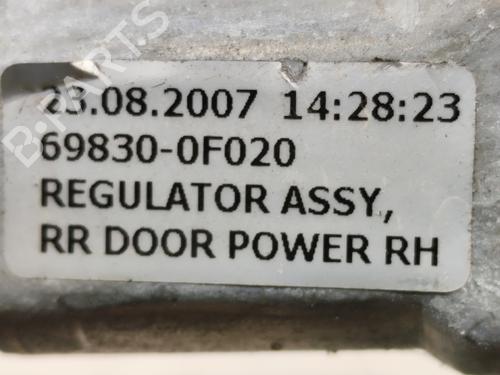 B-PARTS
23.08.2007 14:28:23
69830-0F020
REGULATOR ASSY,
RR DOOR POWER RH